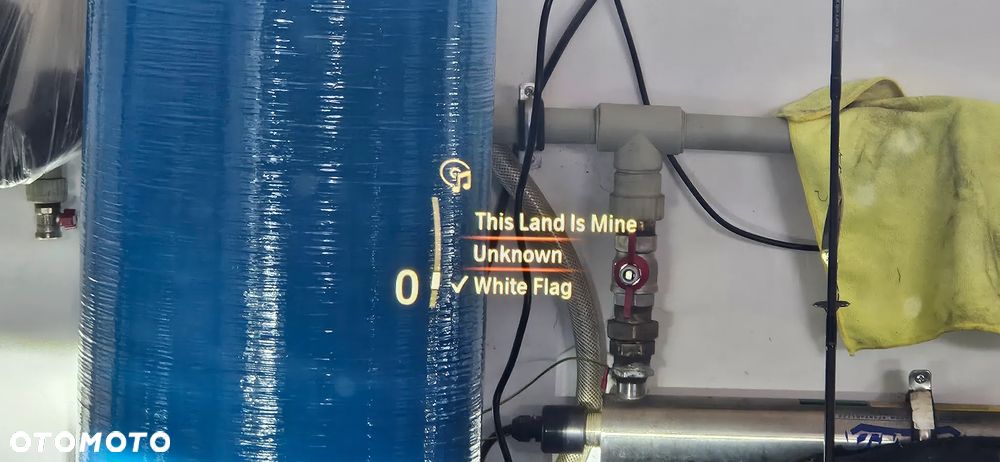 This Land Is Mine
Unknown
0 ✓ White Flag
OTOMOTO